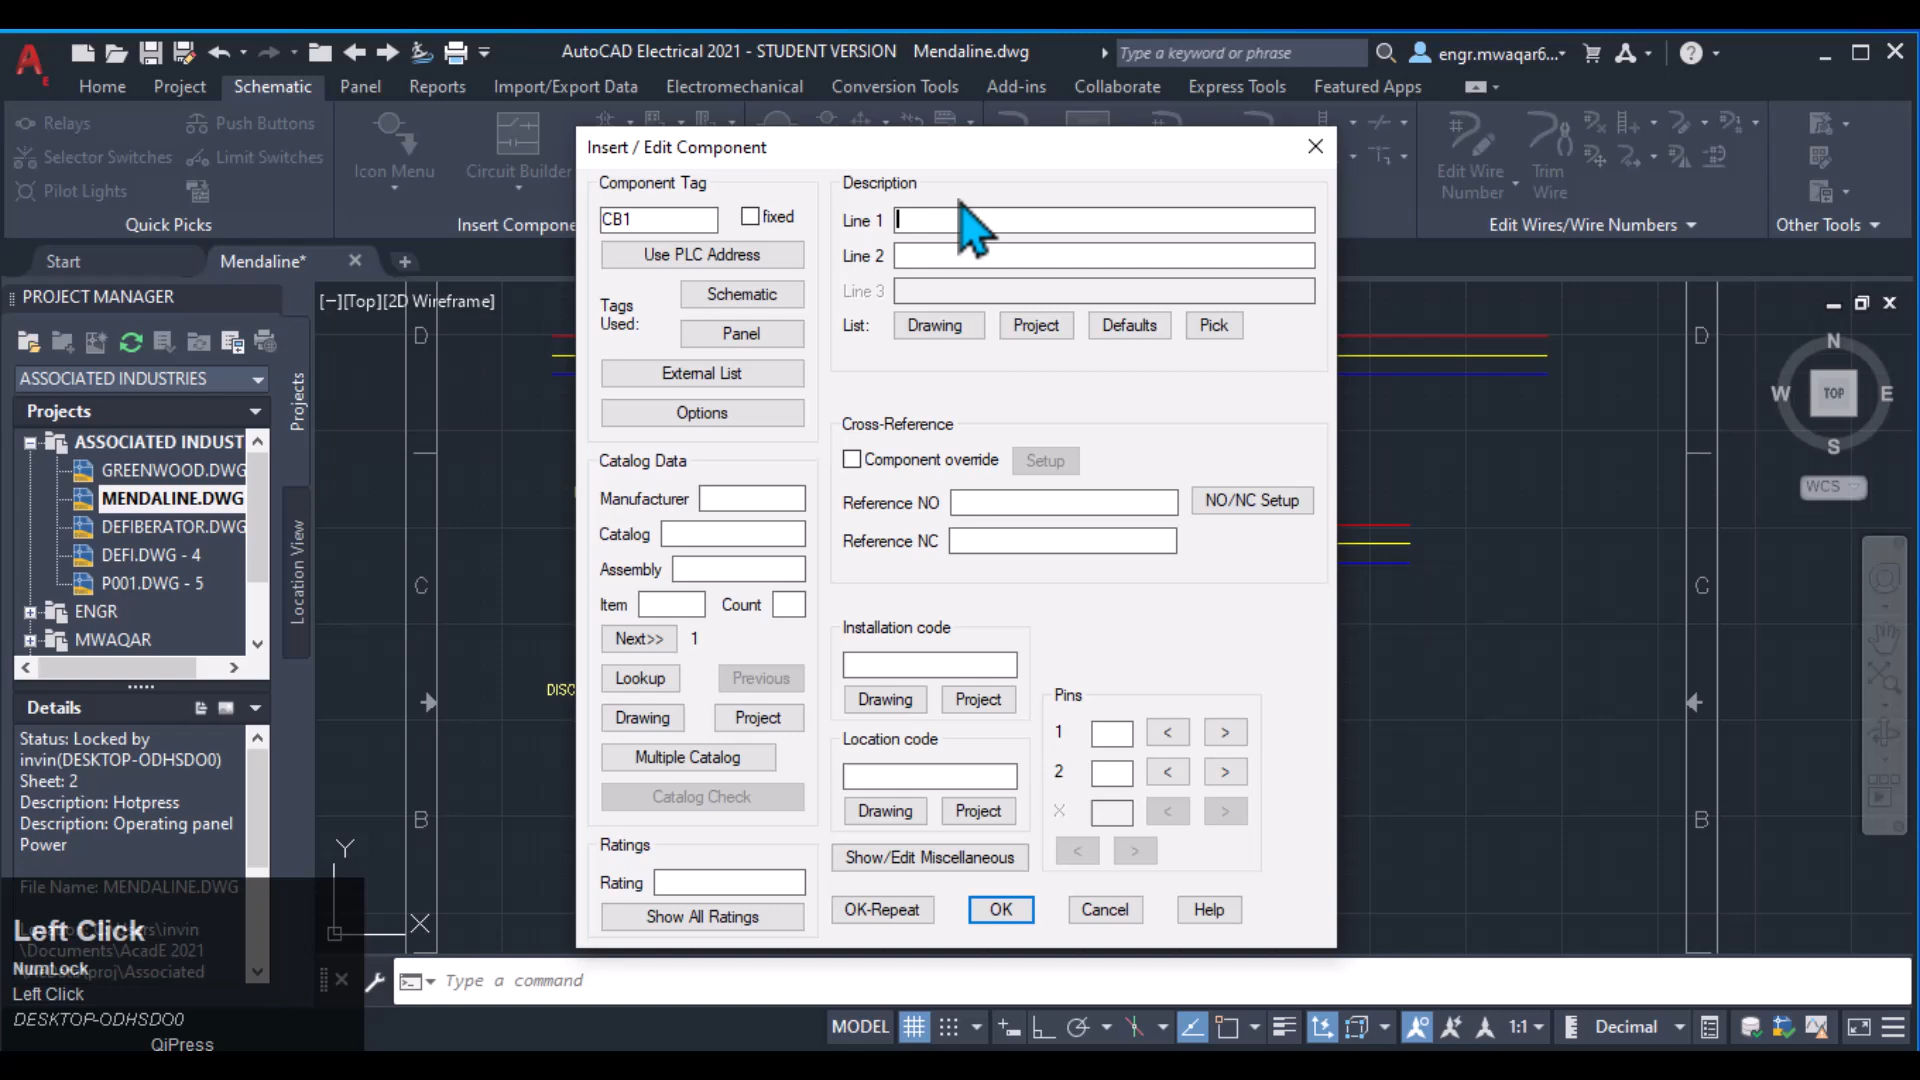 AutoCAD Electrical 2021 - STUDENT VERSION Mendaline.dwg
Type a keyword or phrase
engr.mwaqar6...
Home Project Schematic Panel Reports Import/Export Data Electromechanical Conversion Tools Add-ins Collaborate Express Tools Featured Apps
Relays Push Buttons
Selector Switches Limit Switches
Pilot Lights
Quick Picks
Icon Menu
Circuit Builder
Insert Compone
Edit Wire Number
Trim Wire
Edit Wires/Wire Numbers
Other Tools
Start
Mendaline*
PROJECT MANAGER
ASSOCIATED INDUSTRIES
Projects
ASSOCIATED INDUST
GREENWOOD.DWG
MENDALINE.DWG
DEFIBERATOR.DWG
DEFI.DWG - 4
P001.DWG - 5
ENGR
MWAQAR
Projects
Location View
Details
Status: Locked by
invin(DESKTOP-ODHSDO0)
Sheet: 2
Description: Hotpress
Description: Operating panel
Power
File Name: MENDALINE.DWG
\Documents\AcadE 2021
Left Click
NumLock
Left Click
DESKTOP-ODHSDO0
QiPress
[−][Top][2D Wireframe]
D
C
B
DISC
Y
X
D
C
B
N
W TOP E
S
WCS
Insert / Edit Component
Component Tag
CB1 fixed
Use PLC Address
Tags Used:
Schematic
Panel
External List
Options
Catalog Data
Manufacturer
Catalog
Assembly
Item Count
Next>> 1
Lookup Previous
Drawing Project
Multiple Catalog
Catalog Check
Ratings
Rating
Show All Ratings
Description
Line 1
Line 2
Line 3
List: Drawing Project Defaults Pick
Cross-Reference
Component override Setup
Reference NO NO/NC Setup
Reference NC
Installation code
Drawing Project
Location code
Drawing Project
Pins
1 < >
2 < >
X < >
< >
Show/Edit Miscellaneous
OK-Repeat OK Cancel Help
Type a command
MODEL 1:1 Decimal